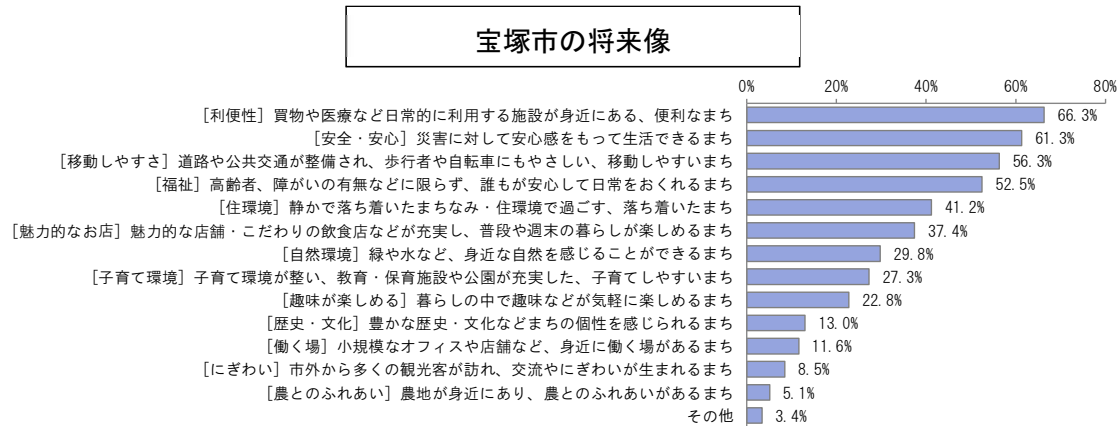 宝塚市の将来像
0% 20% 40% 60% 80%
[利便性] 買物や医療など日常的に利用する施設が身近にある、便利なまち 66.3%
[安全・安心] 災害に対して安心感をもって生活できるまち 61.3%
[移動しやすさ] 道路や公共交通が整備され、歩行者や自転車にもやさしい、移動しやすいまち 56.3%
[福祉] 高齢者、障がいの有無などに限らず、誰もが安心して日常をおくれるまち 52.5%
[住環境] 静かで落ち着いたまちなみ・住環境で過ごす、落ち着いたまち 41.2%
[魅力的なお店] 魅力的な店舗・こだわりの飲食店などが充実し、普段や週末の暮らしが楽しめるまち 37.4%
[自然環境] 緑や水など、身近な自然を感じることができるまち 29.8%
[子育て環境] 子育て環境が整い、教育・保育施設や公園が充実した、子育てしやすいまち 27.3%
[趣味が楽しめる] 暮らしの中で趣味などが気軽に楽しめるまち 22.8%
[歴史・文化] 豊かな歴史・文化などまちの個性を感じられるまち 13.0%
[働く場] 小規模なオフィスや店舗など、身近に働く場があるまち 11.6%
[にぎわい] 市外から多くの観光客が訪れ、交流やにぎわいが生まれるまち 8.5%
[農とのふれあい] 農地が身近にあり、農とのふれあいがあるまち 5.1%
その他 3.4%